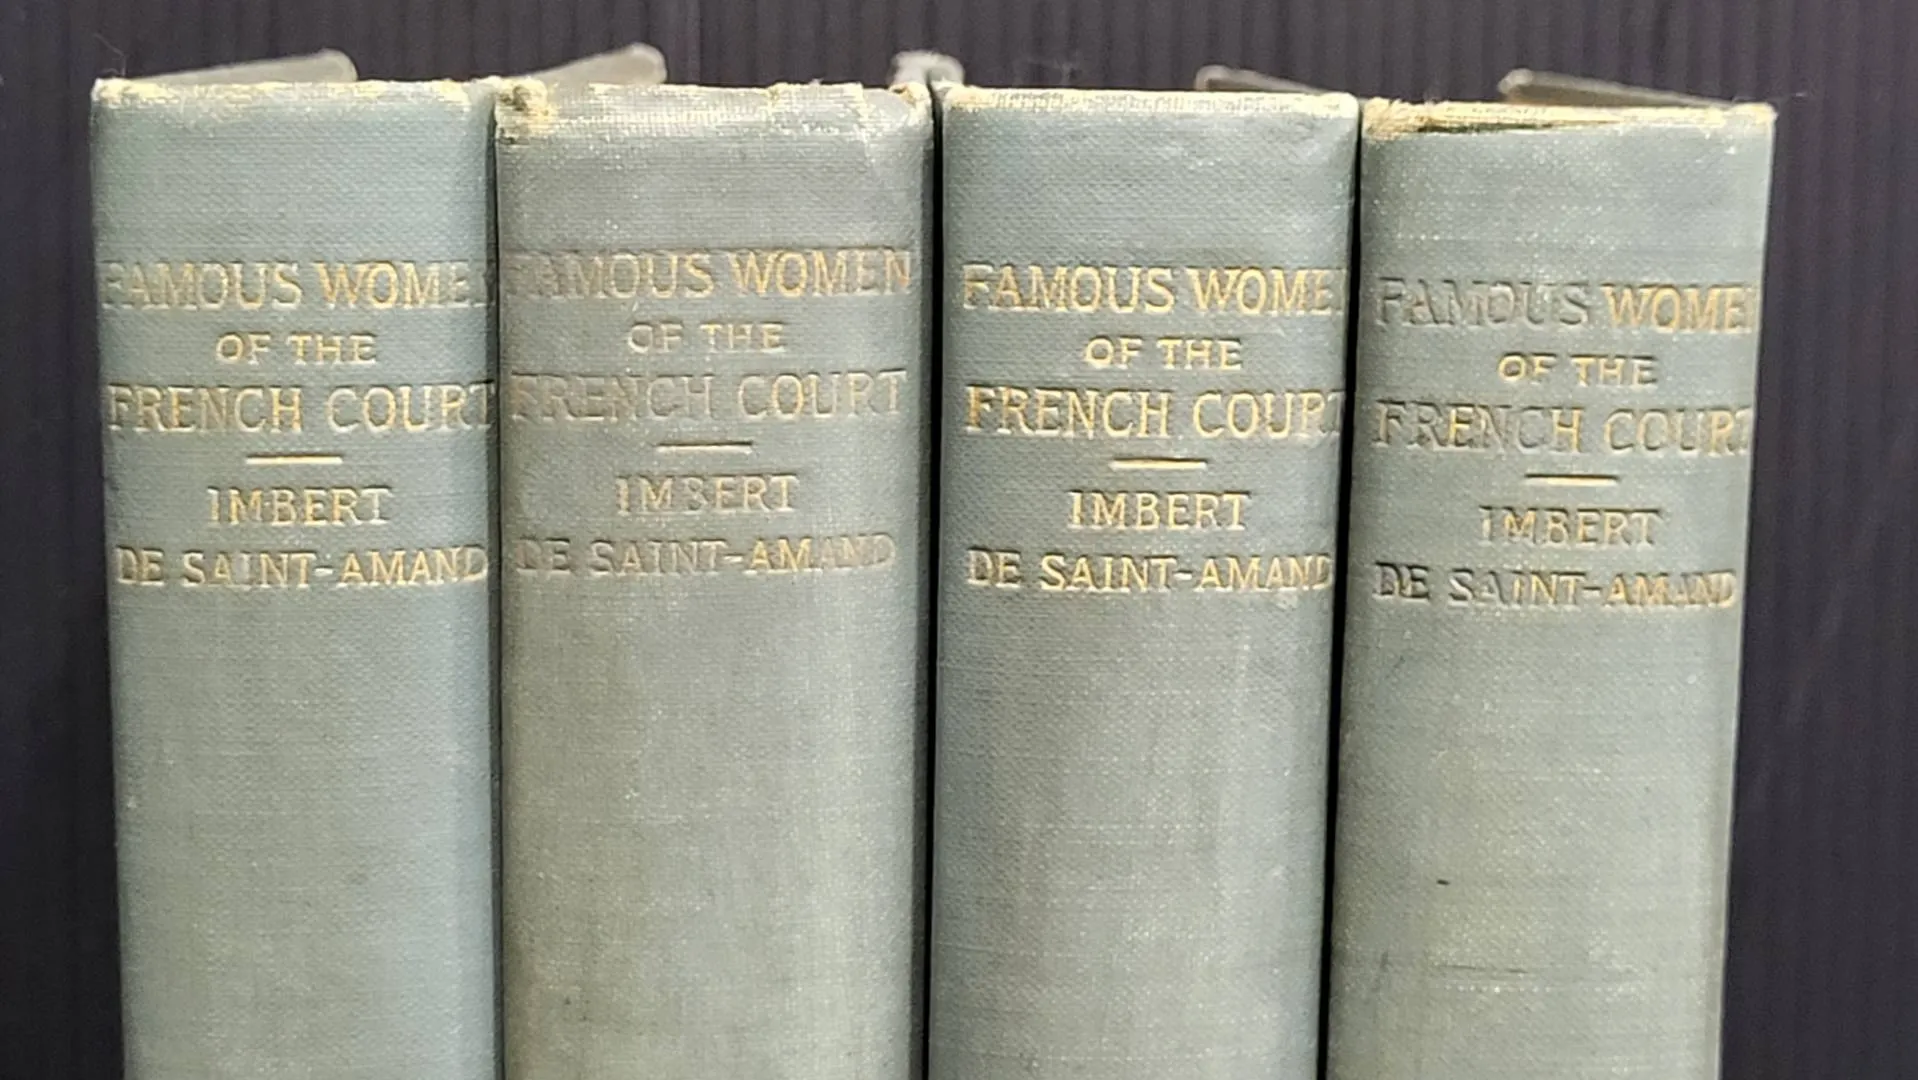 FAMOUS WOMEN
OF THE
FRENCH COURT
IMBERT
DE SAINT-AMAND
FAMOUS WOMEN
OF THE
FRENCH COURT
IMBERT
DE SAINT-AMAND
FAMOUS WOMEN
OF THE
FRENCH COURT
IMBERT
DE SAINT-AMAND
FAMOUS WOMEN
OF THE
FRENCH COURT
IMBERT
DE SAINT-AMAND